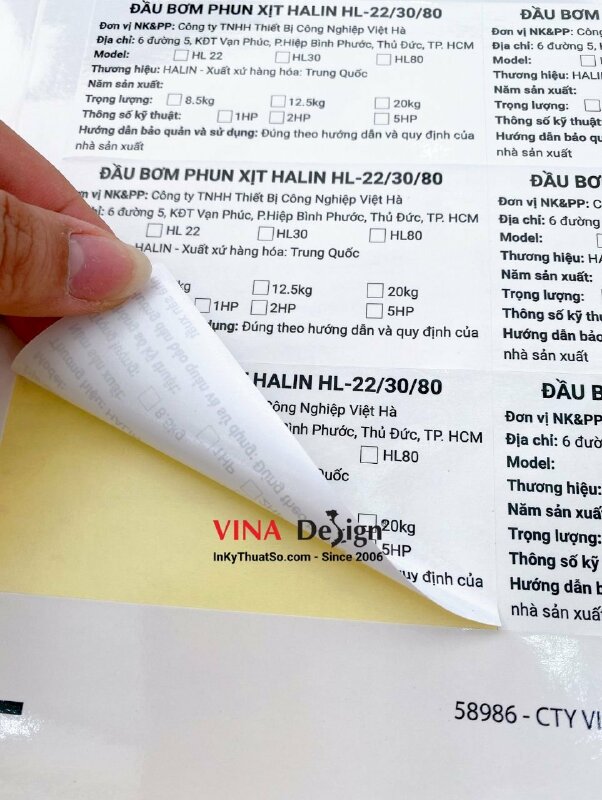 ĐẦU BƠM PHUN XỊT HALIN HL-22/30/80
Đơn vị NK&PP: Công ty TNHH Thiết Bị Công Nghiệp Việt Hà
Địa chỉ: 6 đường 5, KĐT Vạn Phúc, P.Hiệp Bình Phước, Thủ Đức, TP. HCM
Model: HL 22 HL30 HL80
Thương hiệu: HALIN - Xuất xứ hàng hóa: Trung Quốc
Năm sản xuất:
Trọng lượng: 8.5kg 12.5kg 20kg
Thông số kỹ thuật: 1HP 2HP 5HP
Hướng dẫn bảo quản và sử dụng: Đúng theo hướng dẫn và quy định của
nhà sản xuất
ĐẦU BƠM
Đơn vị NK&PP: C
Địa chỉ: 6 đường 5,
Model:
Thương hiệu: HALIN
Năm sản xuất:
Trọng lượng:
Thông số kỹ thuật:
Hướng dẫn bảo qu
nhà sản xuất
ĐẦU BƠM PHUN XỊT HALIN HL-22/30/80
ơn vị NK&PP: Công ty TNHH Thiết Bị Công Nghiệp Việt Hà
chỉ: 6 đường 5, KĐT Vạn Phúc, P.Hiệp Bình Phước, Thủ Đức, TP. HCM
HL 22 HL30 HL80
HALIN - Xuất xứ hàng hóa: Trung Quốc
kg 12.5kg 20kg
1HP 2HP 5HP
dụng: Đúng theo hướng dẫn và quy định của
ĐẦU BƠ
Đơn vị NK&PP: C
Địa chỉ: 6 đường
Model:
Thương hiệu: HA
Năm sản xuất:
Trọng lượng:
Thông số kỹ thu
Hướng dẫn bảo
nhà sản xuất
HALIN HL-22/30/80
Công Nghiệp Việt Hà
Bình Phước, Thủ Đức, TP. HCM
HL80
Quốc
20kg
5HP
quy định của
ĐẦU B
Đơn vị NK&PP
Địa chỉ: 6 đườ
Model:
Thương hiệu:
Năm sản xuất:
Trọng lượng:
Thông số kỹ
Hướng dẫn b
nhà sản xuất
VINA Design
InKyThuatSo.com - Since 2006
58986 - CTY VI